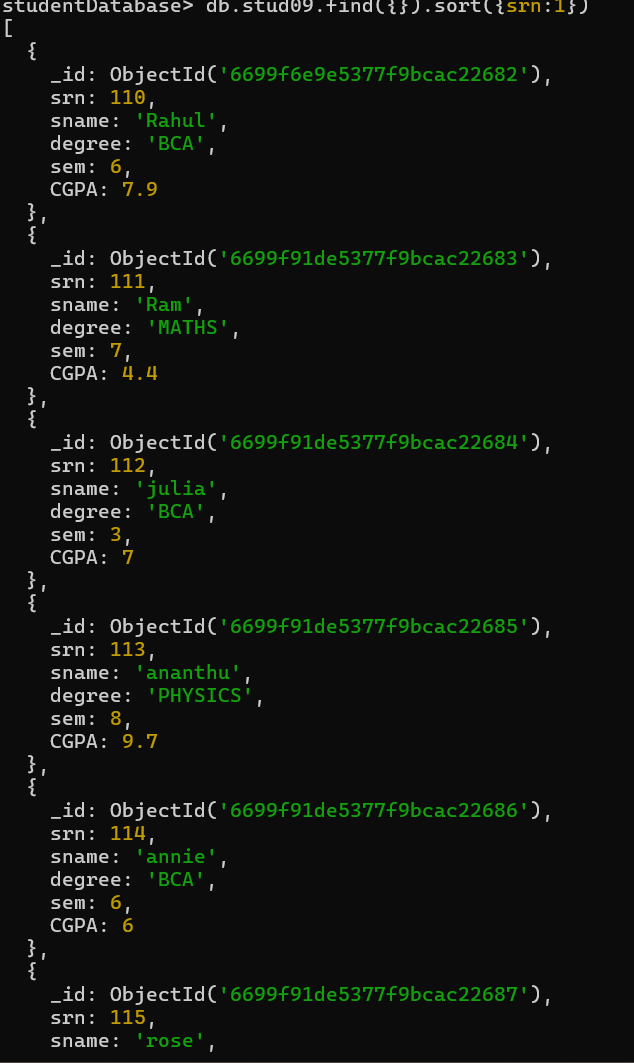 studentDatabase> db.stud09.find({}).sort({srn:1})
[
  {
    _id: ObjectId('6699f6e9e5377f9bcac22682'),
    srn: 110,
    sname: 'Rahul',
    degree: 'BCA',
    sem: 6,
    CGPA: 7.9
  },
  {
    _id: ObjectId('6699f91de5377f9bcac22683'),
    srn: 111,
    sname: 'Ram',
    degree: 'MATHS',
    sem: 7,
    CGPA: 4.4
  },
  {
    _id: ObjectId('6699f91de5377f9bcac22684'),
    srn: 112,
    sname: 'julia',
    degree: 'BCA',
    sem: 3,
    CGPA: 7
  },
  {
    _id: ObjectId('6699f91de5377f9bcac22685'),
    srn: 113,
    sname: 'ananthu',
    degree: 'PHYSICS',
    sem: 8,
    CGPA: 9.7
  },
  {
    _id: ObjectId('6699f91de5377f9bcac22686'),
    srn: 114,
    sname: 'annie',
    degree: 'BCA',
    sem: 6,
    CGPA: 6
  },
  {
    _id: ObjectId('6699f91de5377f9bcac22687'),
    srn: 115,
    sname: 'rose',